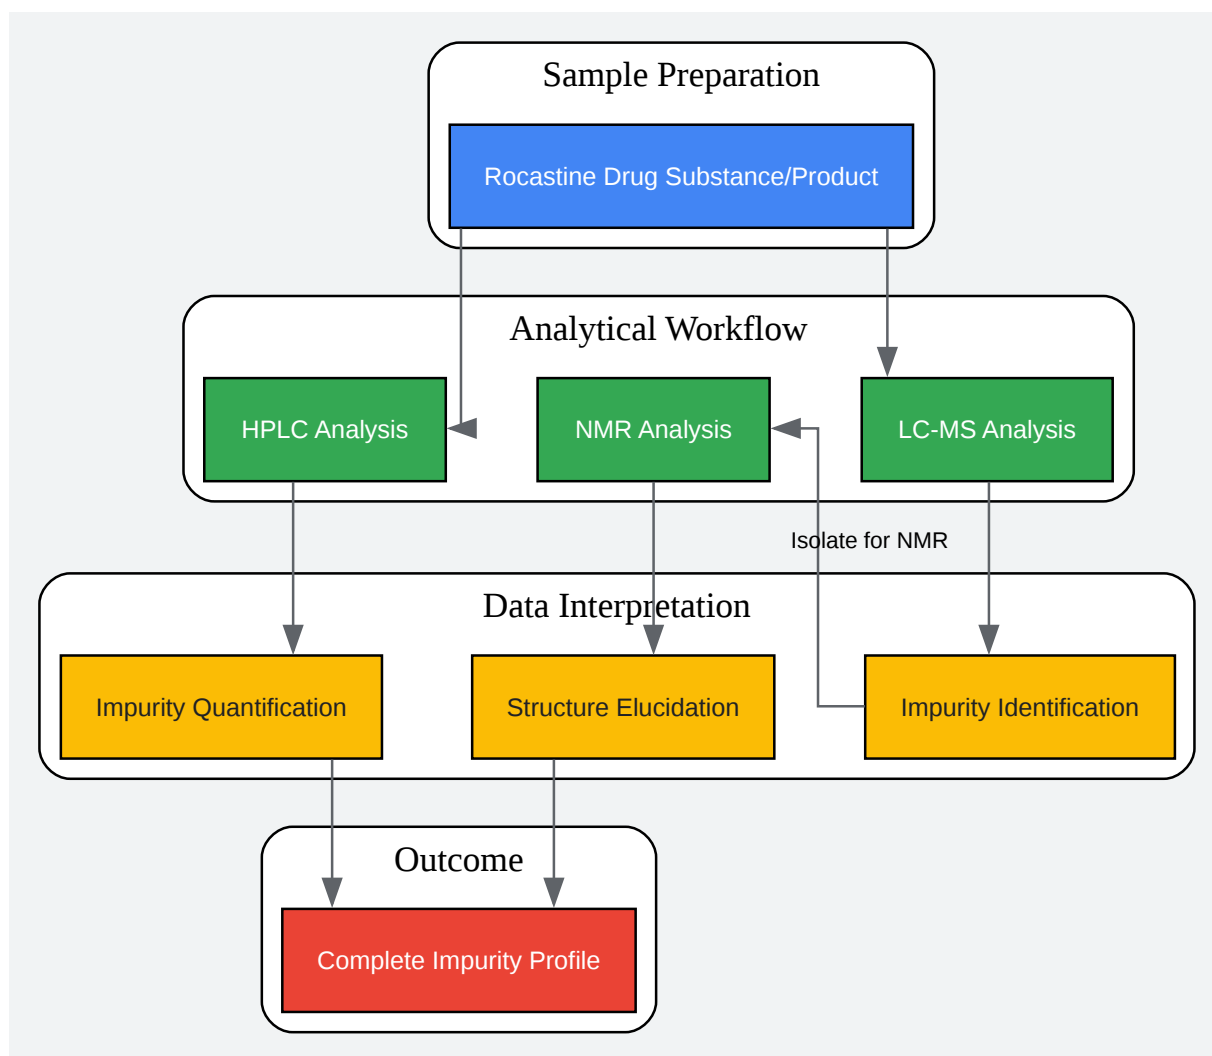 Sample Preparation
Rocastine Drug Substance/Product
Analytical Workflow
HPLC Analysis
NMR Analysis
LC-MS Analysis
Isolate for NMR
Data Interpretation
Impurity Quantification
Structure Elucidation
Impurity Identification
Outcome
Complete Impurity Profile